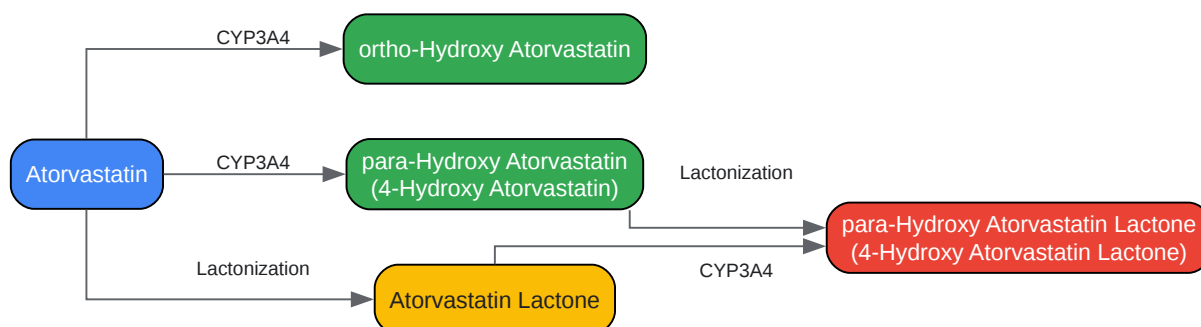 CYP3A4
ortho-Hydroxy Atorvastatin
Atorvastatin
CYP3A4
para-Hydroxy Atorvastatin
(4-Hydroxy Atorvastatin)
Lactonization
para-Hydroxy Atorvastatin Lactone
(4-Hydroxy Atorvastatin Lactone)
Lactonization
CYP3A4
Atorvastatin Lactone